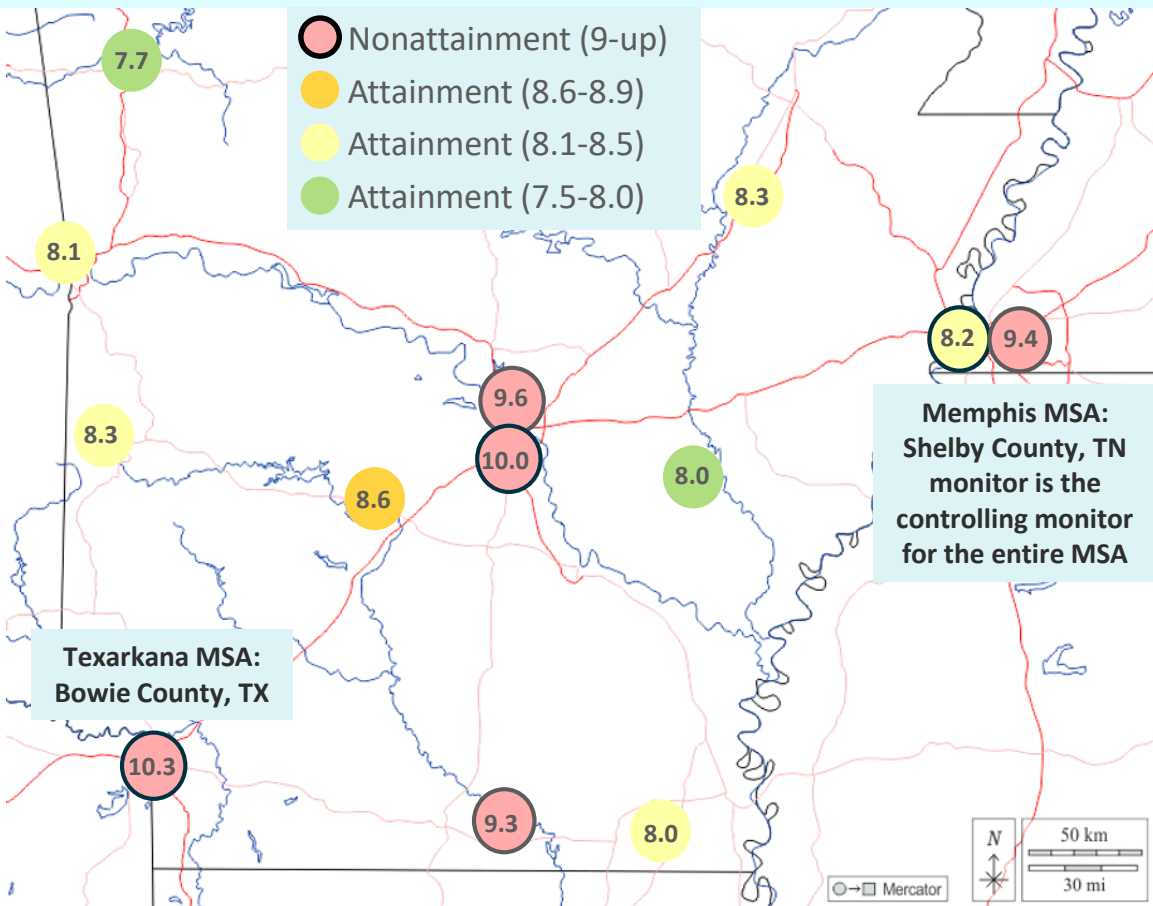 Nonattainment (9-up)
Attainment (8.6-8.9)
Attainment (8.1-8.5)
Attainment (7.5-8.0)
7.7
8.3
8.1
8.2
9.4
9.6
10.0
8.3
8.6
8.0
Memphis MSA:
Shelby County, TN
monitor is the
controlling monitor
for the entire MSA
Texarkana MSA:
Bowie County, TX
10.3
9.3
8.0
N
50 km
30 mi
Mercator